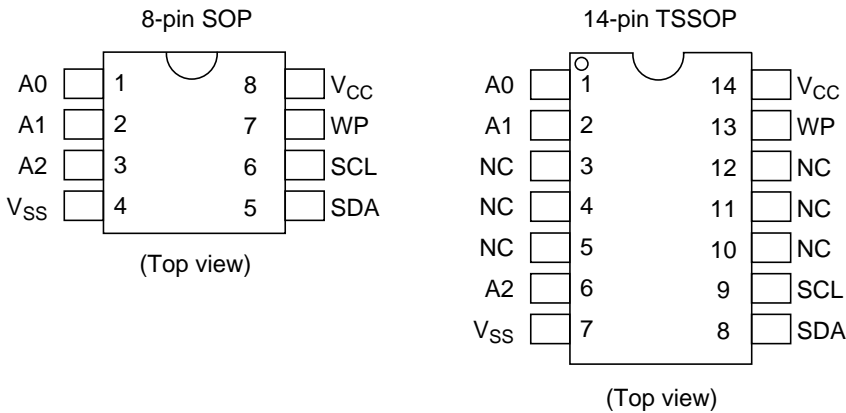 8-pin SOP
A0 1 8 VCC
A1 2 7 WP
A2 3 6 SCL
VSS 4 5 SDA
(Top view)
14-pin TSSOP
A0 1 14 VCC
A1 2 13 WP
NC 3 12 NC
NC 4 11 NC
NC 5 10 NC
A2 6 9 SCL
VSS 7 8 SDA
(Top view)